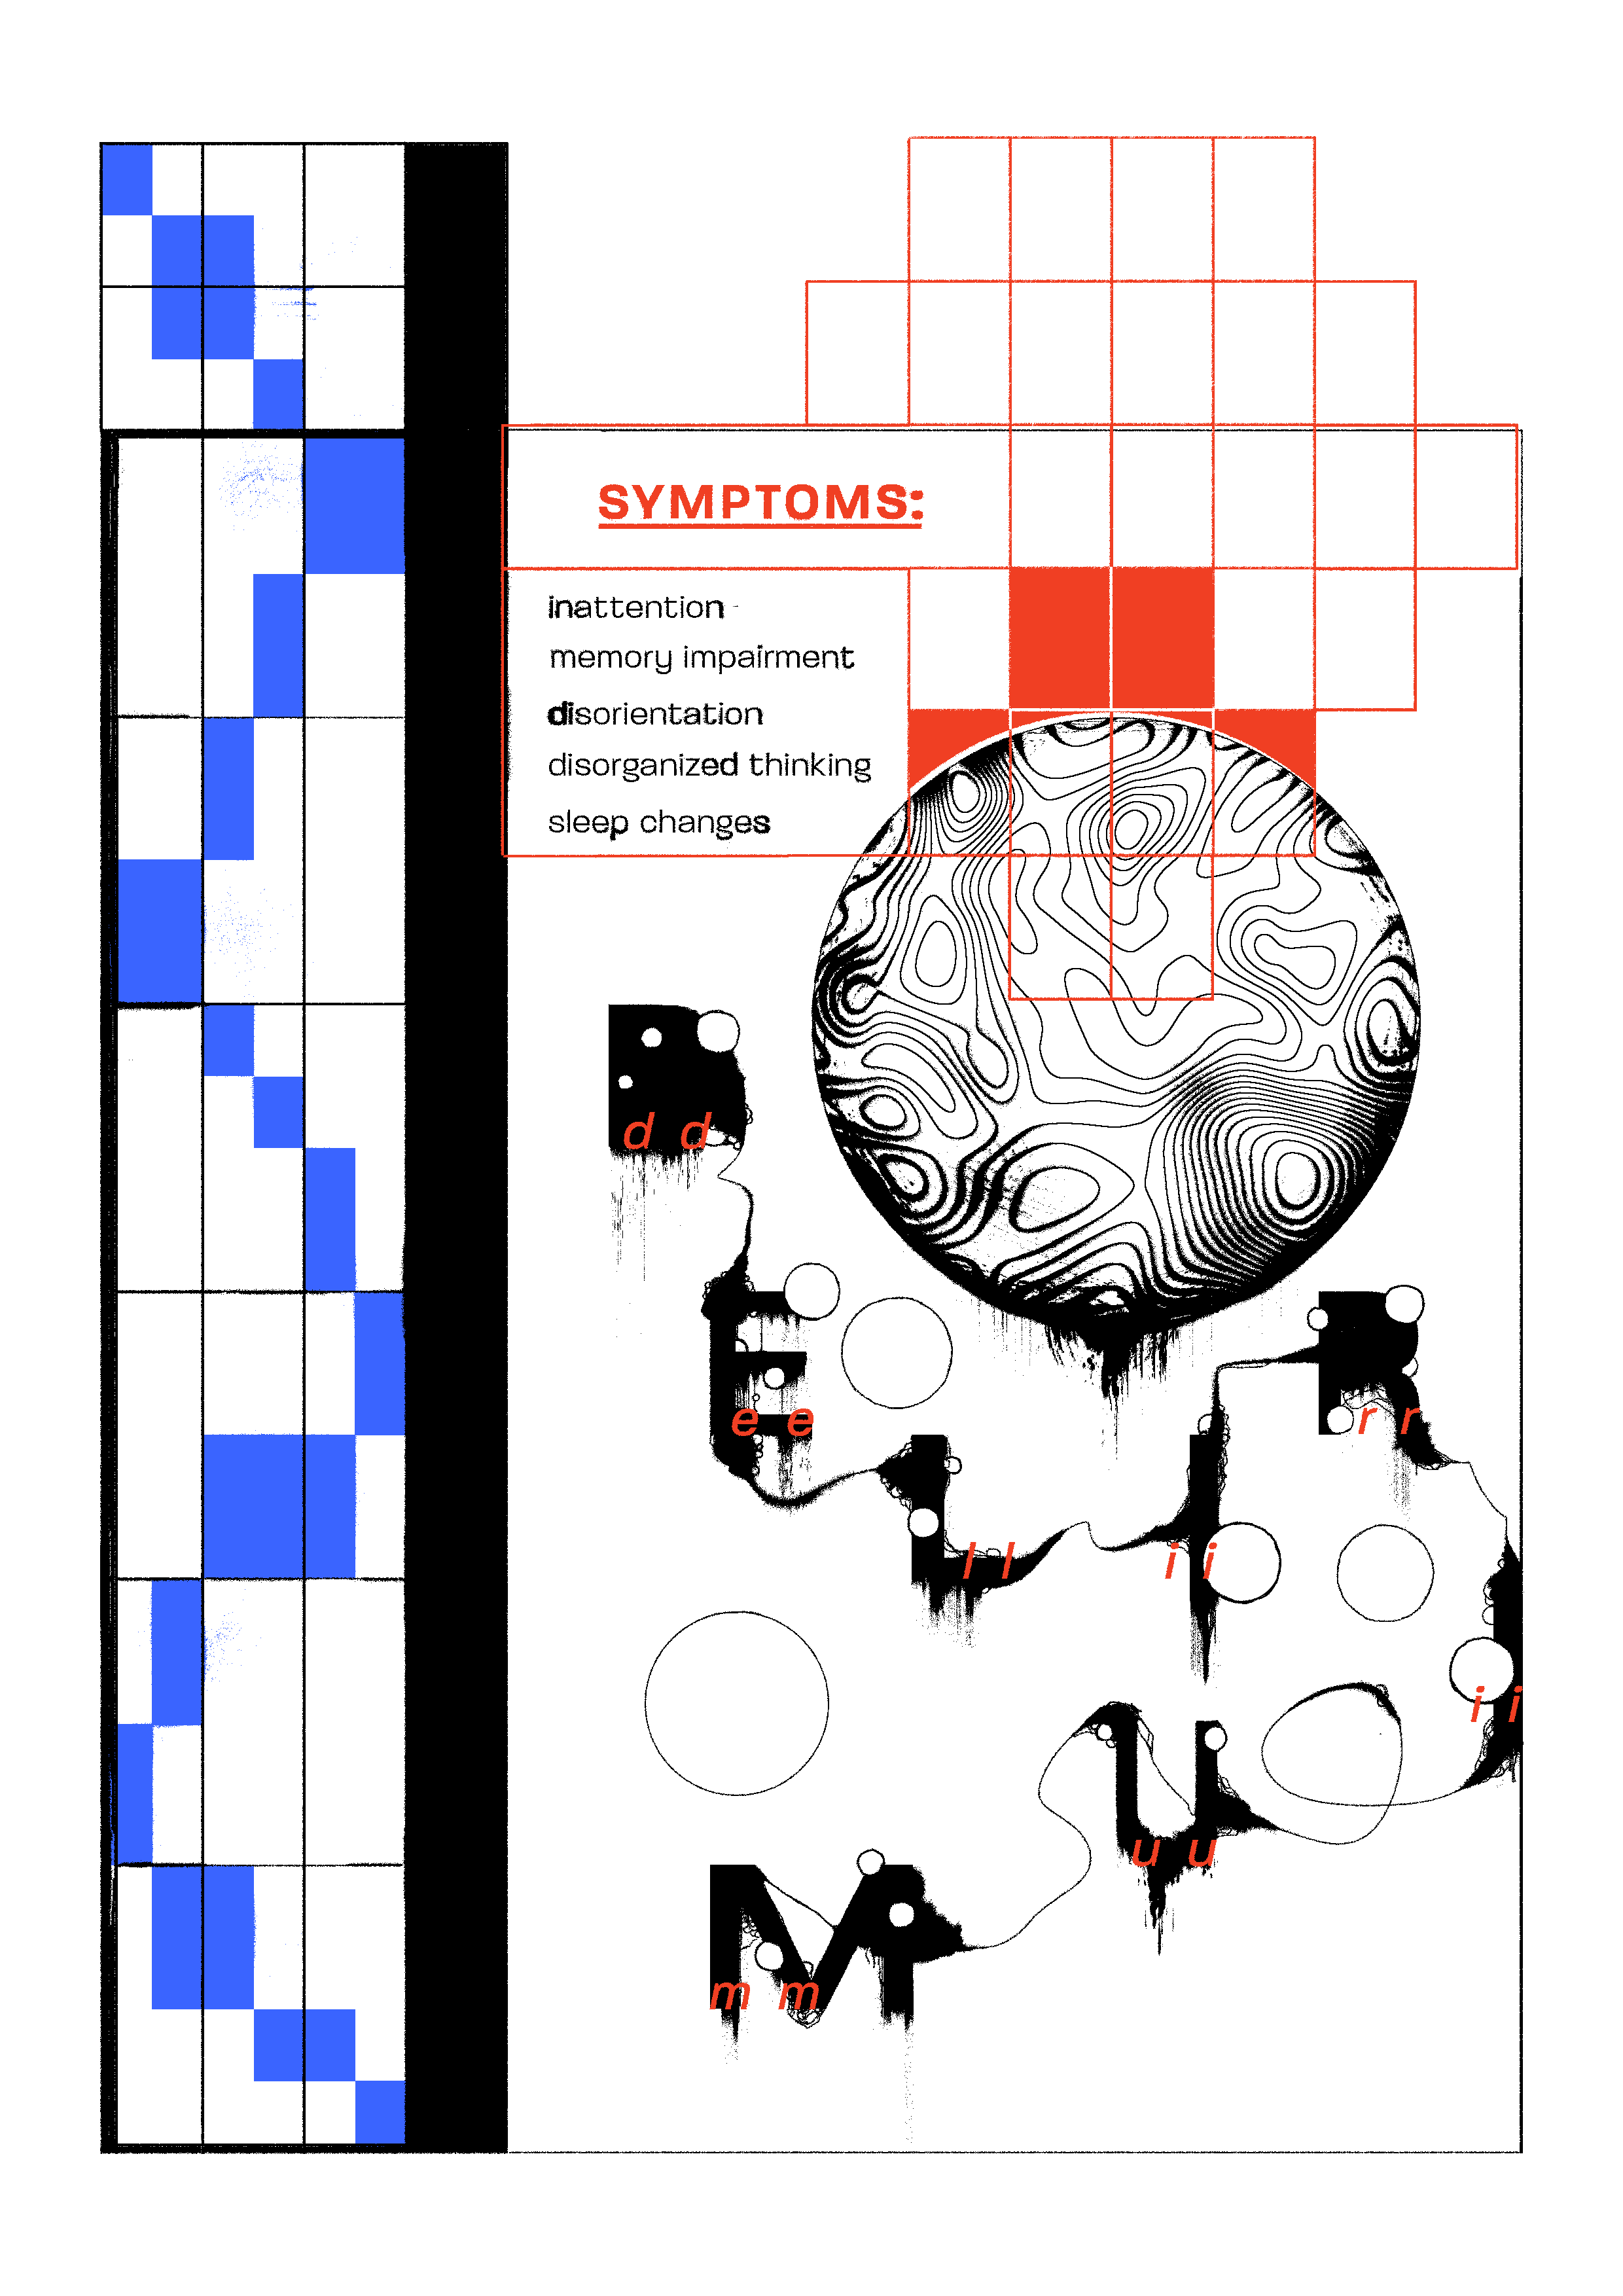 SYMPTOMS:
inattention
memory impairment
disorientation
disorganized thinking
sleep changes
D
d d
E
e e
L
l l
I
i i
R
r r
I
i i
U
u u
M
m m